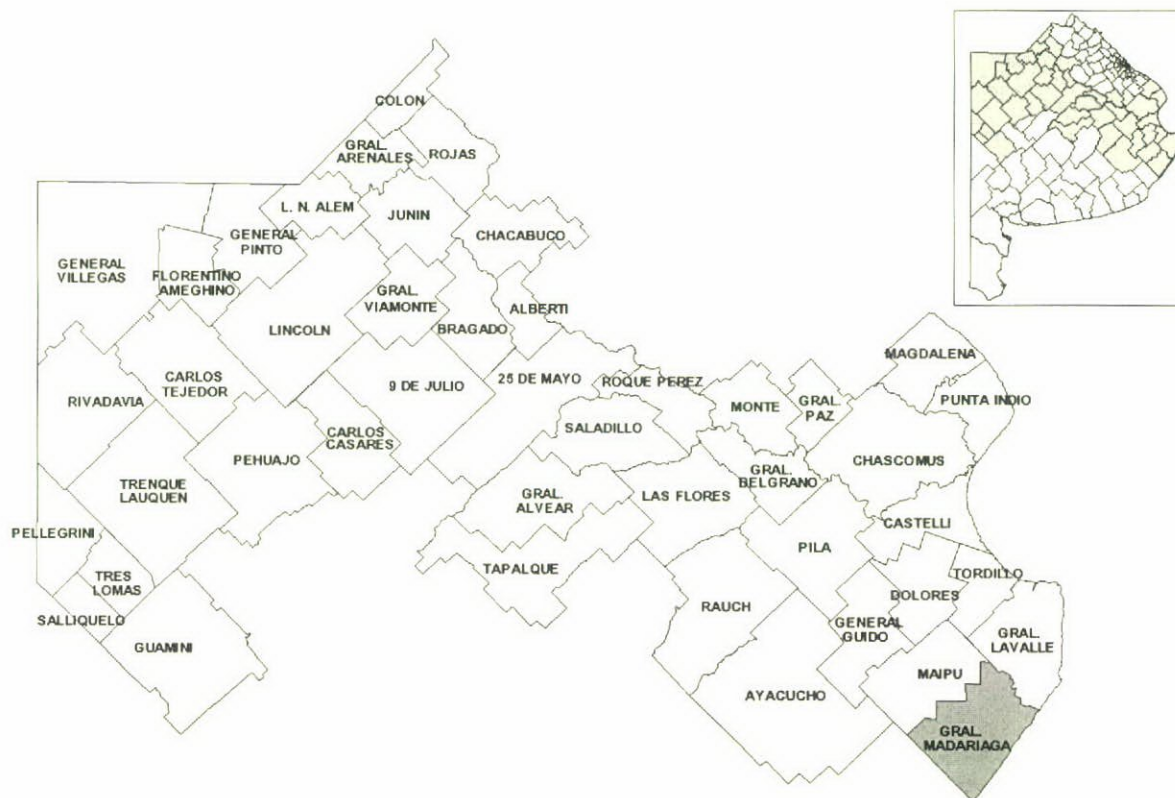 COLON
GRAL.
ARENALES
ROJAS
L. N. ALEM
JUNIN
CHACABUCO
GENERAL
PINTO
GENERAL
VILLEGAS
FLORENTINO
AMEGHINO
GRAL.
VIAMONTE
ALBERTI
LINCOLN
BRAGADO
MAGDALENA
CARLOS
TEJEDOR
9 DE JULIO
25 DE MAYO
ROQUE PEREZ
PUNTA INDIO
RIVADAVIA
MONTE
GRAL.
PAZ
CARLOS
CASARES
SALADILLO
PEHUAJO
CHASCOMUS
TRENQUE
LAUQUEN
GRAL.
BELGRANO
GRAL.
ALVEAR
LAS FLORES
CASTELLI
PELLEGRINI
PILA
TRES
LOMAS
TAPALQUE
TORDILLO
DOLORES
RAUCH
SALLIQUELO
GENERAL
GUIDO
GUAMINI
GRAL.
LAVALLE
MAIPU
AYACUCHO
GRAL.
MADARIAGA